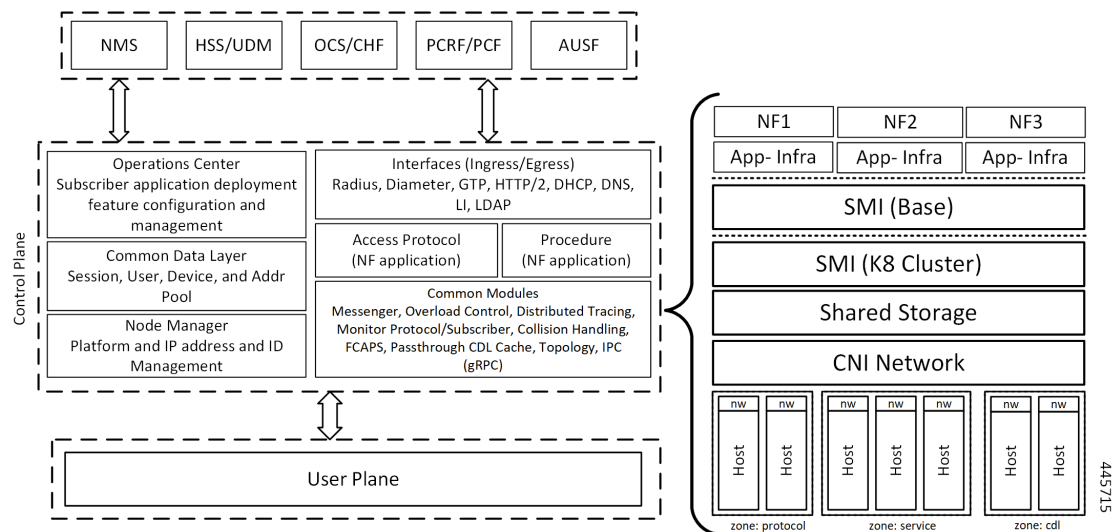 NMS
HSS/UDM
OCS/CHF
PCRF/PCF
AUSF
Control Plane
Operations Center
Subscriber application deployment
feature configuration and
management
Common Data Layer
Session, User, Device, and Addr
Pool
Node Manager
Platform and IP address and ID
Management
Interfaces (Ingress/Egress)
Radius, Diameter, GTP, HTTP/2, DHCP, DNS,
LI, LDAP
Access Protocol
(NF application)
Procedure
(NF application)
Common Modules
Messenger, Overload Control, Distributed Tracing,
Monitor Protocol/Subscriber, Collision Handling,
FCAPS, Passthrough CDL Cache, Topology, IPC
(gRPC)
User Plane
NF1
NF2
NF3
App- Infra
App- Infra
App- Infra
SMI (Base)
SMI (K8 Cluster)
Shared Storage
CNI Network
nw
nw
nw
nw
nw
nw
nw
Host
Host
Host
Host
Host
Host
Host
zone: protocol
zone: service
zone: cdl
445715